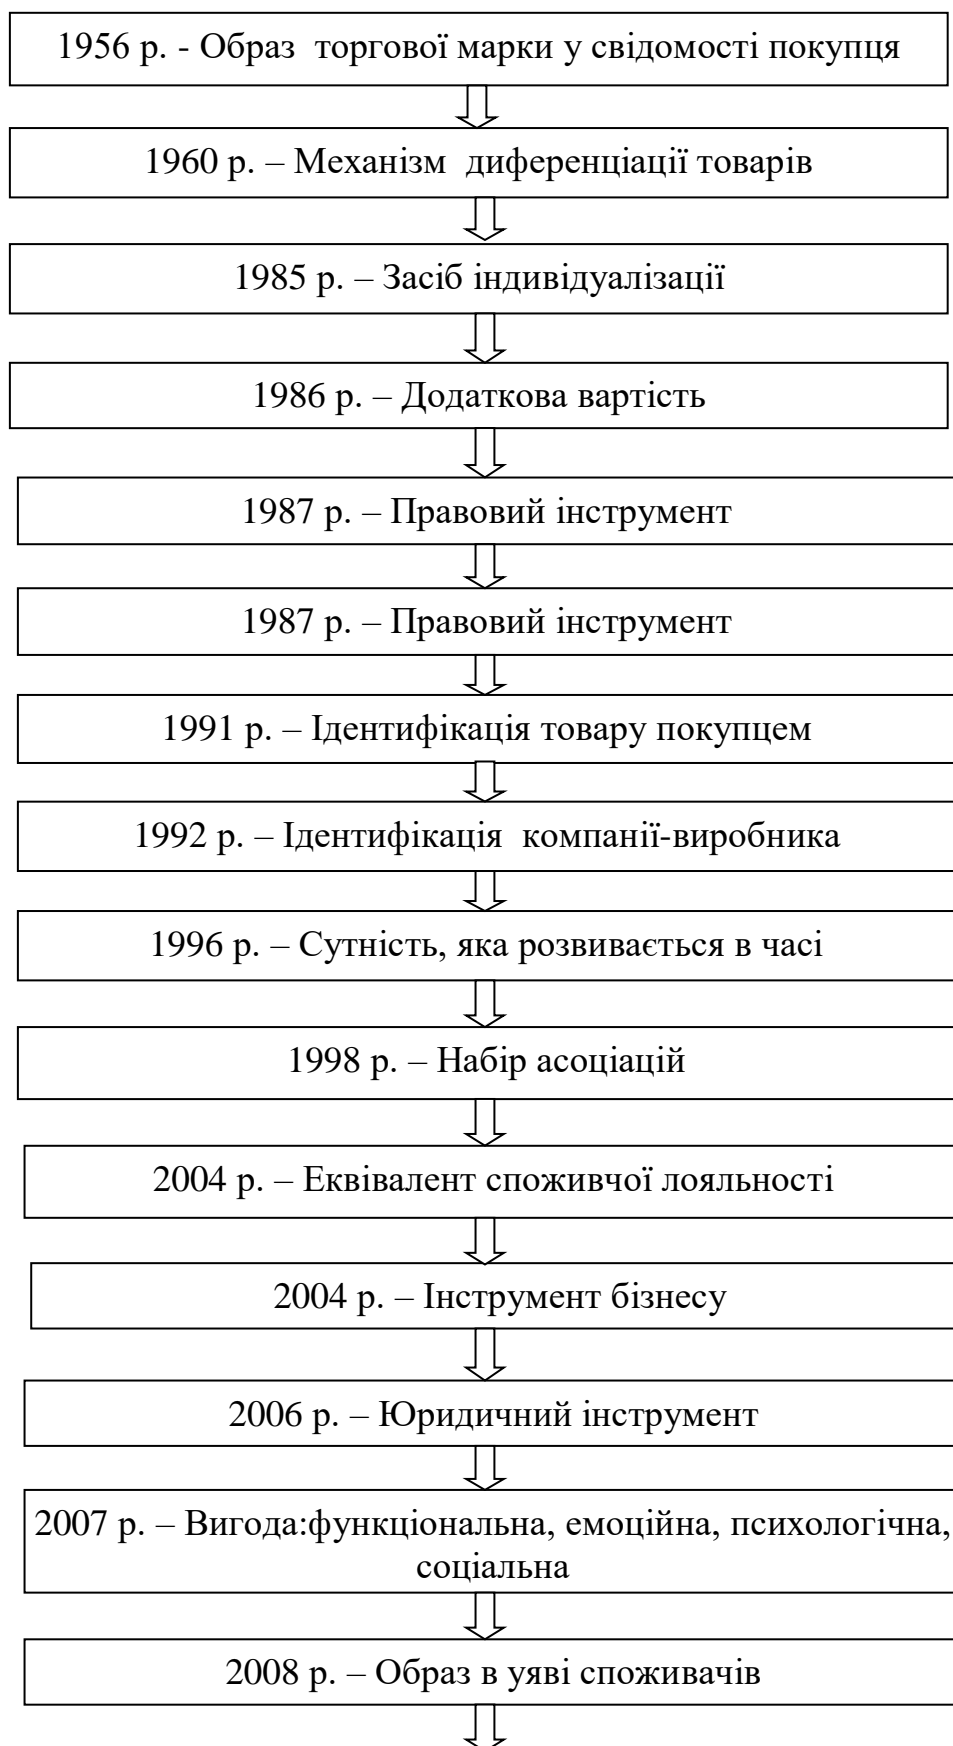 1956 р. - Образ торгової марки у свідомості покупця
1960 р. – Механізм диференціації товарів
1985 р. – Засіб індивідуалізації
1986 р. – Додаткова вартість
1987 р. – Правовий інструмент
1987 р. – Правовий інструмент
1991 р. – Ідентифікація товару покупцем
1992 р. – Ідентифікація компанії-виробника
1996 р. – Сутність, яка розвивається в часі
1998 р. – Набір асоціацій
2004 р. – Еквівалент споживчої лояльності
2004 р. – Інструмент бізнесу
2006 р. – Юридичний інструмент
2007 р. – Вигода:функціональна, емоційна, психологічна,
соціальна
2008 р. – Образ в уяві споживачів